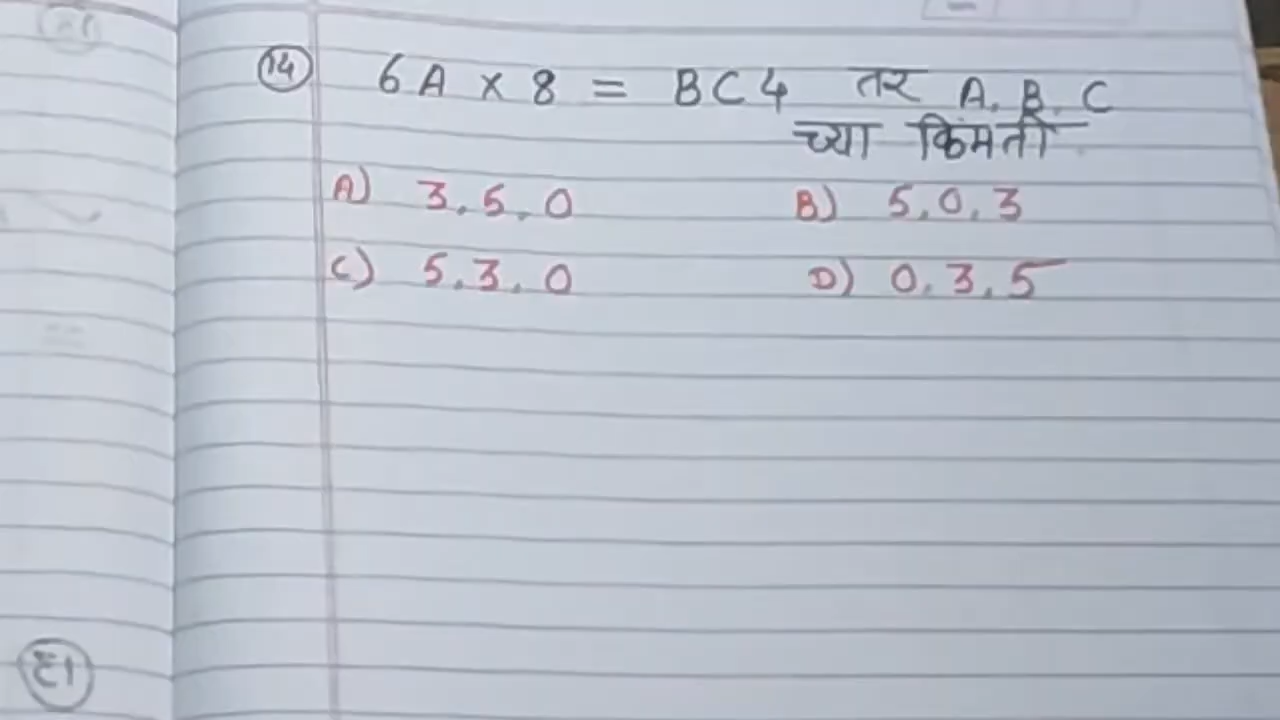 14 6A × 8 = BC4 तर A. B. C
च्या किंमती
A) 3, 5, 0 B) 5, 0, 3
C) 5, 3, 0 D) 0, 3, 5